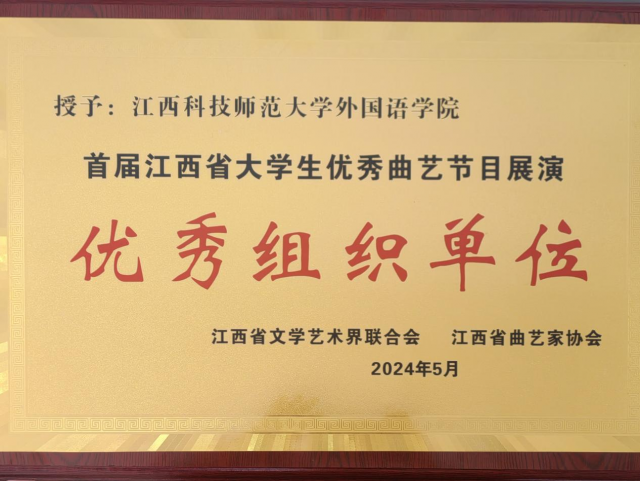 授予：江西科技师范大学外国语学院
首届江西省大学生优秀曲艺节目展演
优秀组织单位
江西省文学艺术界联合会 江西省曲艺家协会
2024年5月